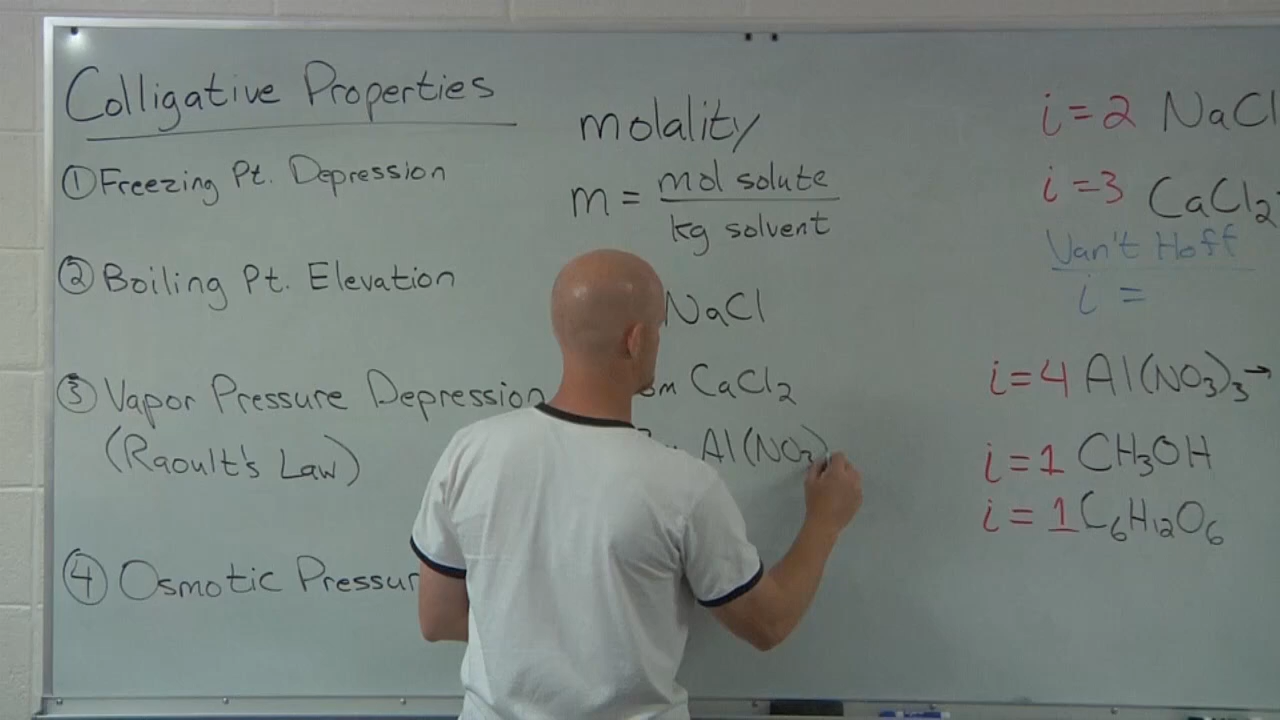 Colligative Properties
① Freezing Pt. Depression
② Boiling Pt. Elevation
③ Vapor Pressure Depression
(Raoult's Law)
④ Osmotic Pressur
molality
m = mol solute
kg solvent
NaCl
m CaCl₂
Al(NO₃)
i=2 NaCl
i=3 CaCl₂
Van't Hoff
i =
i=4 Al(NO₃)₃→
i=1 CH₃OH
i=1 C₆H₁₂O₆